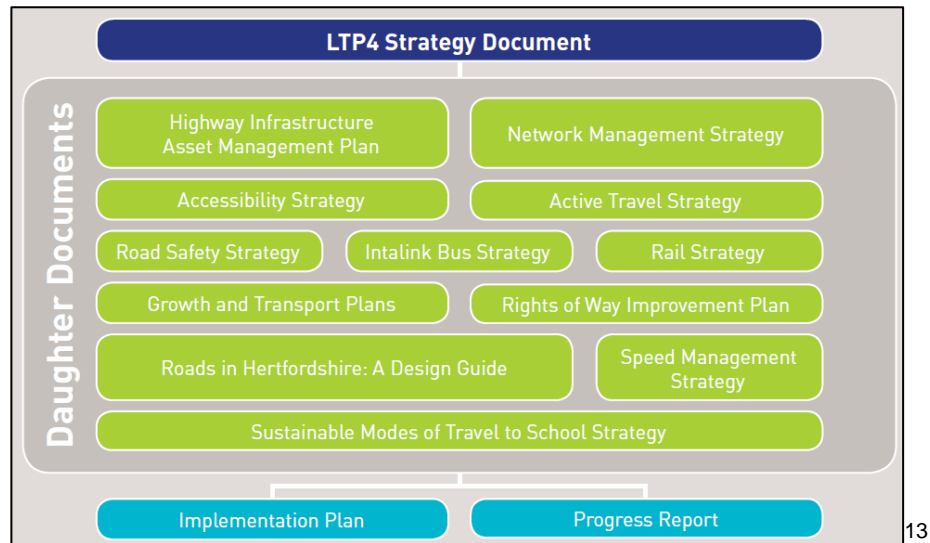 LTP4 Strategy Document
Daughter Documents
Highway Infrastructure
Asset Management Plan
Network Management Strategy
Accessibility Strategy
Active Travel Strategy
Road Safety Strategy
Intalink Bus Strategy
Rail Strategy
Growth and Transport Plans
Rights of Way Improvement Plan
Roads in Hertfordshire: A Design Guide
Speed Management
Strategy
Sustainable Modes of Travel to School Strategy
Implementation Plan
Progress Report
13